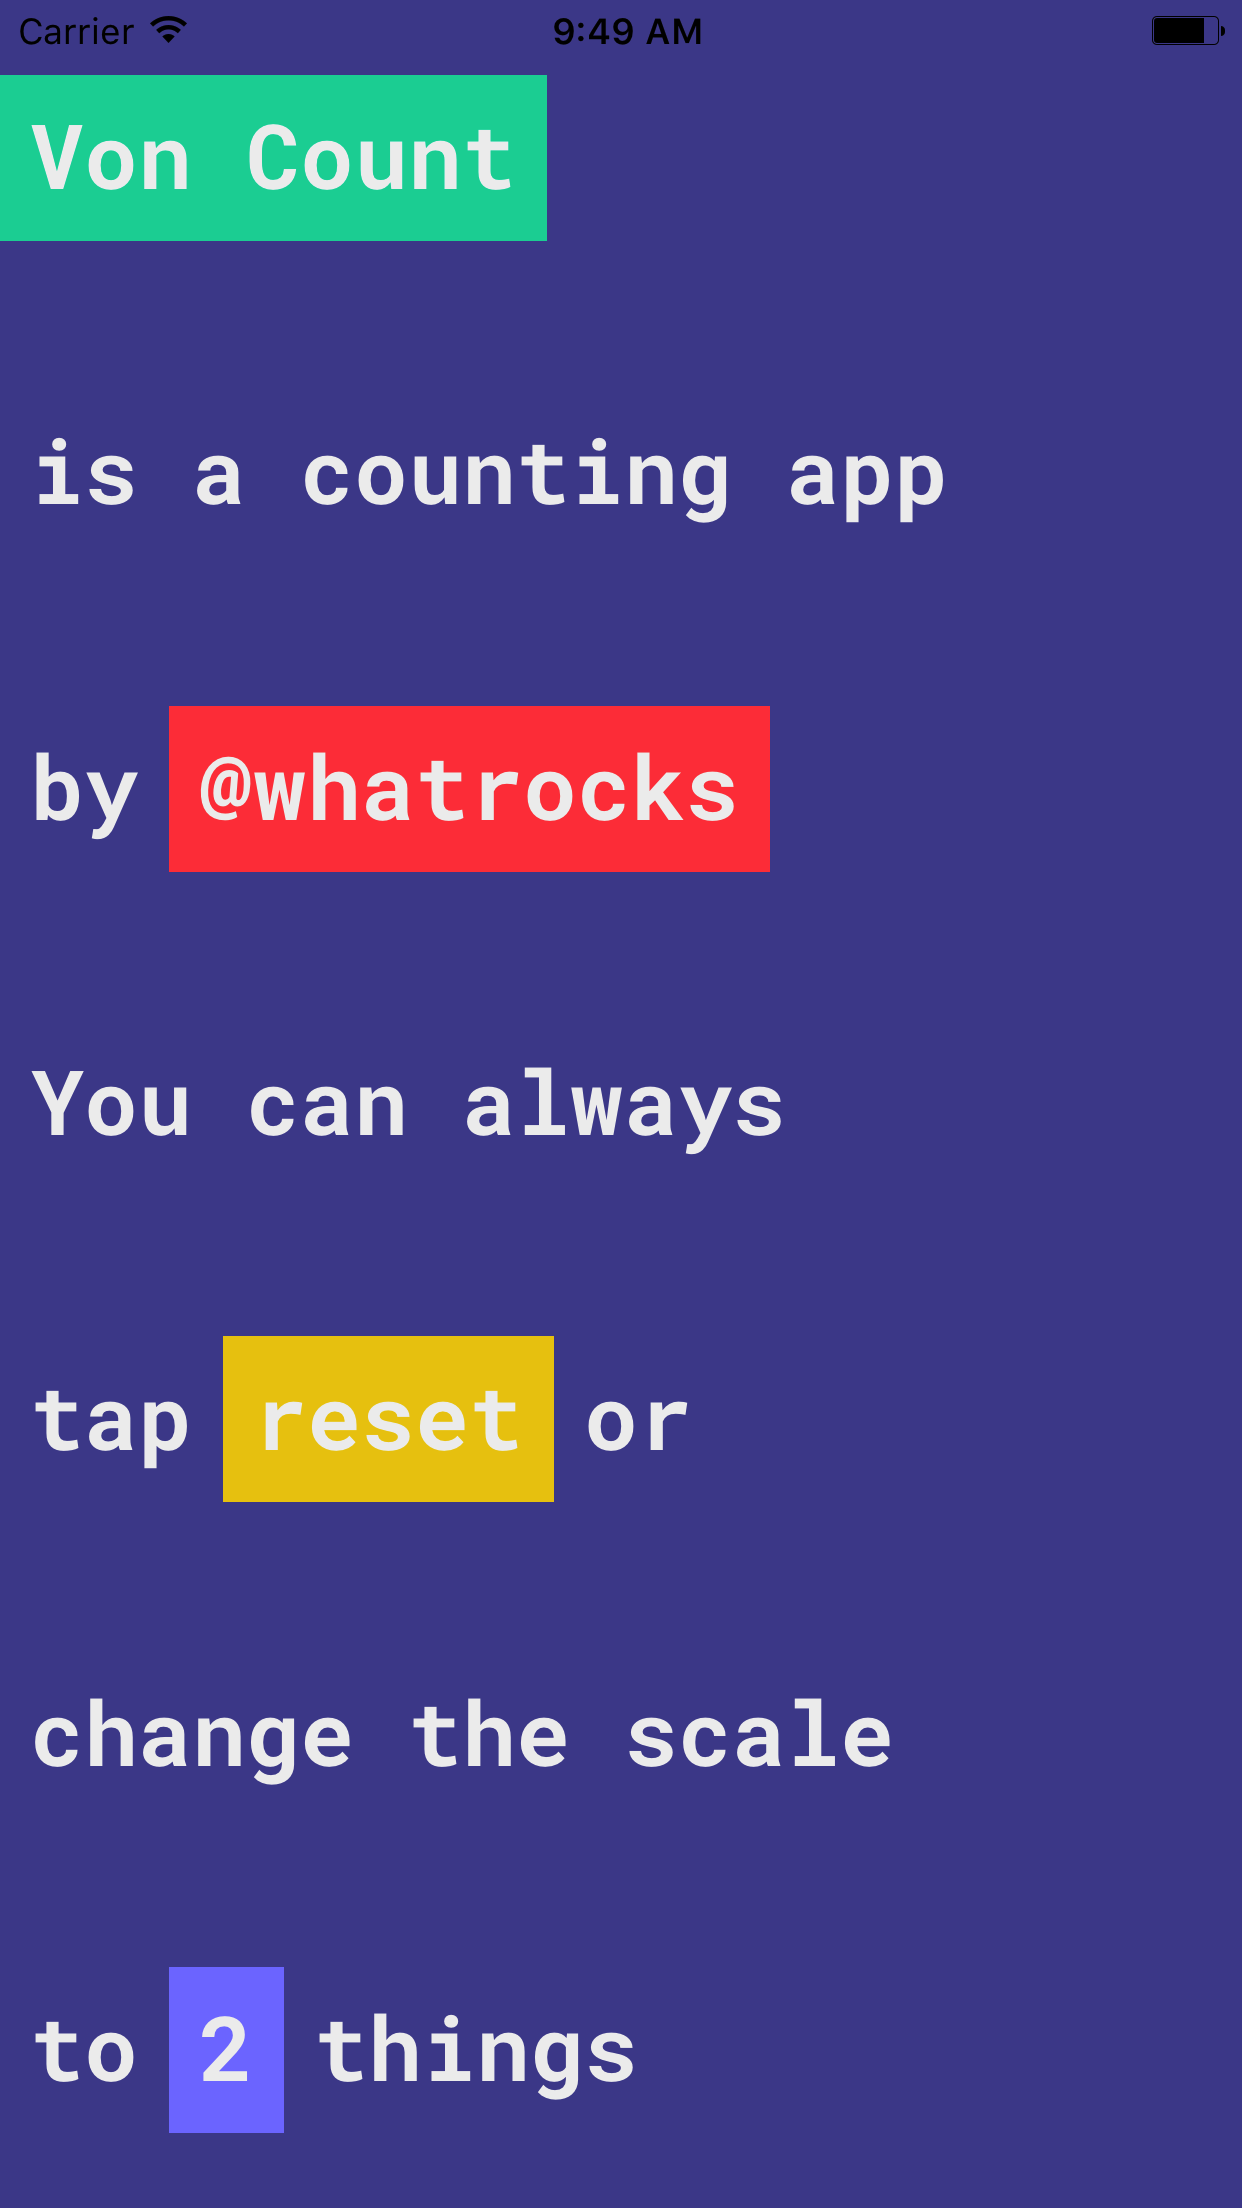 Carrier 9:49 AM
Von Count
is a counting app
by @whatrocks
You can always
tap reset or
change the scale
to 2 things